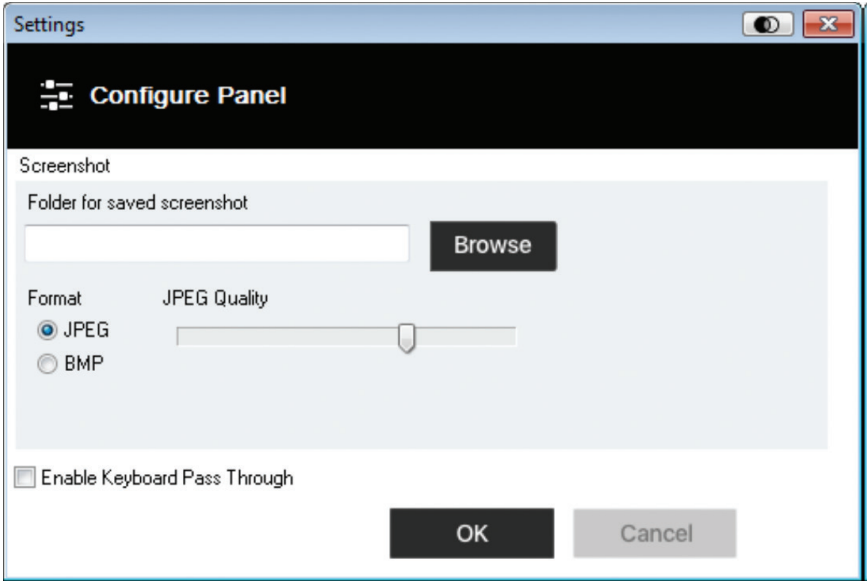 Settings
Configure Panel
Screenshot
Folder for saved screenshot
Browse
Format JPEG Quality
JPEG
BMP
Enable Keyboard Pass Through
OK Cancel